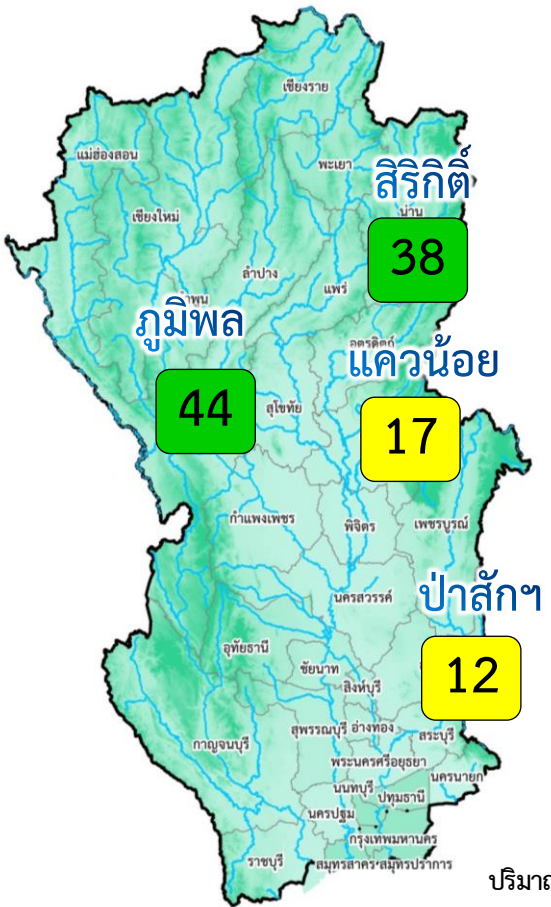 เชียงราย
แม่ฮ่องสอน
พะเยา
สิริกิติ์
น่าน
เชียงใหม่
38
ลำปาง
แพร่
ลำพูน
ภูมิพล
อุตรดิตถ์
แควน้อย
44
สุโขทัย
17
กำแพงเพชร
พิจิตร
เพชรบูรณ์
นครสวรรค์
ป่าสักฯ
อุทัยธานี
ชัยนาท
12
สิงห์บุรี
สุพรรณบุรี อ่างทอง
สระบุรี
กาญจนบุรี
พระนครศรีอยุธยา
นครนายก
นนทบุรี
ปทุมธานี
นครปฐม
กรุงเทพมหานคร
ราชบุรี
สมุทรสาคร สมุทรปราการ